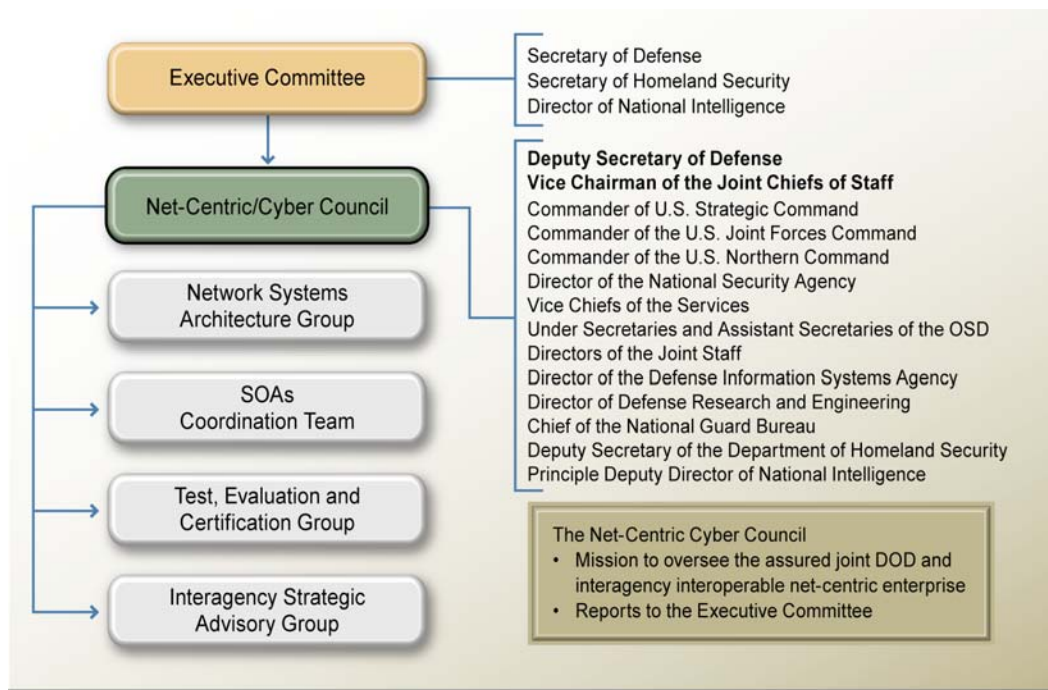 Executive Committee
Secretary of Defense
Secretary of Homeland Security
Director of National Intelligence
Net-Centric/Cyber Council
Deputy Secretary of Defense
Vice Chairman of the Joint Chiefs of Staff
Commander of U.S. Strategic Command
Commander of the U.S. Joint Forces Command
Commander of the U.S. Northern Command
Director of the National Security Agency
Vice Chiefs of the Services
Under Secretaries and Assistant Secretaries of the OSD
Directors of the Joint Staff
Director of the Defense Information Systems Agency
Director of Defense Research and Engineering
Chief of the National Guard Bureau
Deputy Secretary of the Department of Homeland Security
Principle Deputy Director of National Intelligence
Network Systems
Architecture Group
SOAs
Coordination Team
Test, Evaluation and
Certification Group
Interagency Strategic
Advisory Group
The Net-Centric Cyber Council
• Mission to oversee the assured joint DOD and
interagency interoperable net-centric enterprise
• Reports to the Executive Committee